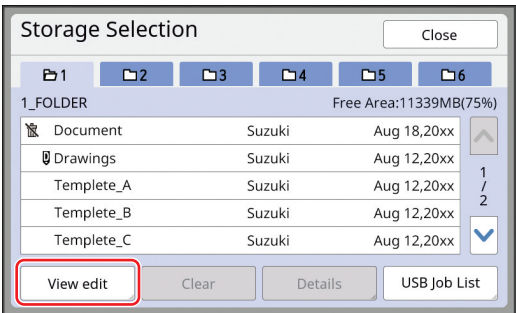 Storage Selection
Close
1 2 3 4 5 6
1_FOLDER Free Area:11339MB(75%)
Document Suzuki Aug 18,20xx
Drawings Suzuki Aug 12,20xx
Templete_A Suzuki Aug 12,20xx
Templete_B Suzuki Aug 12,20xx
Templete_C Suzuki Aug 12,20xx
1
/
2
View edit Clear Details USB Job List